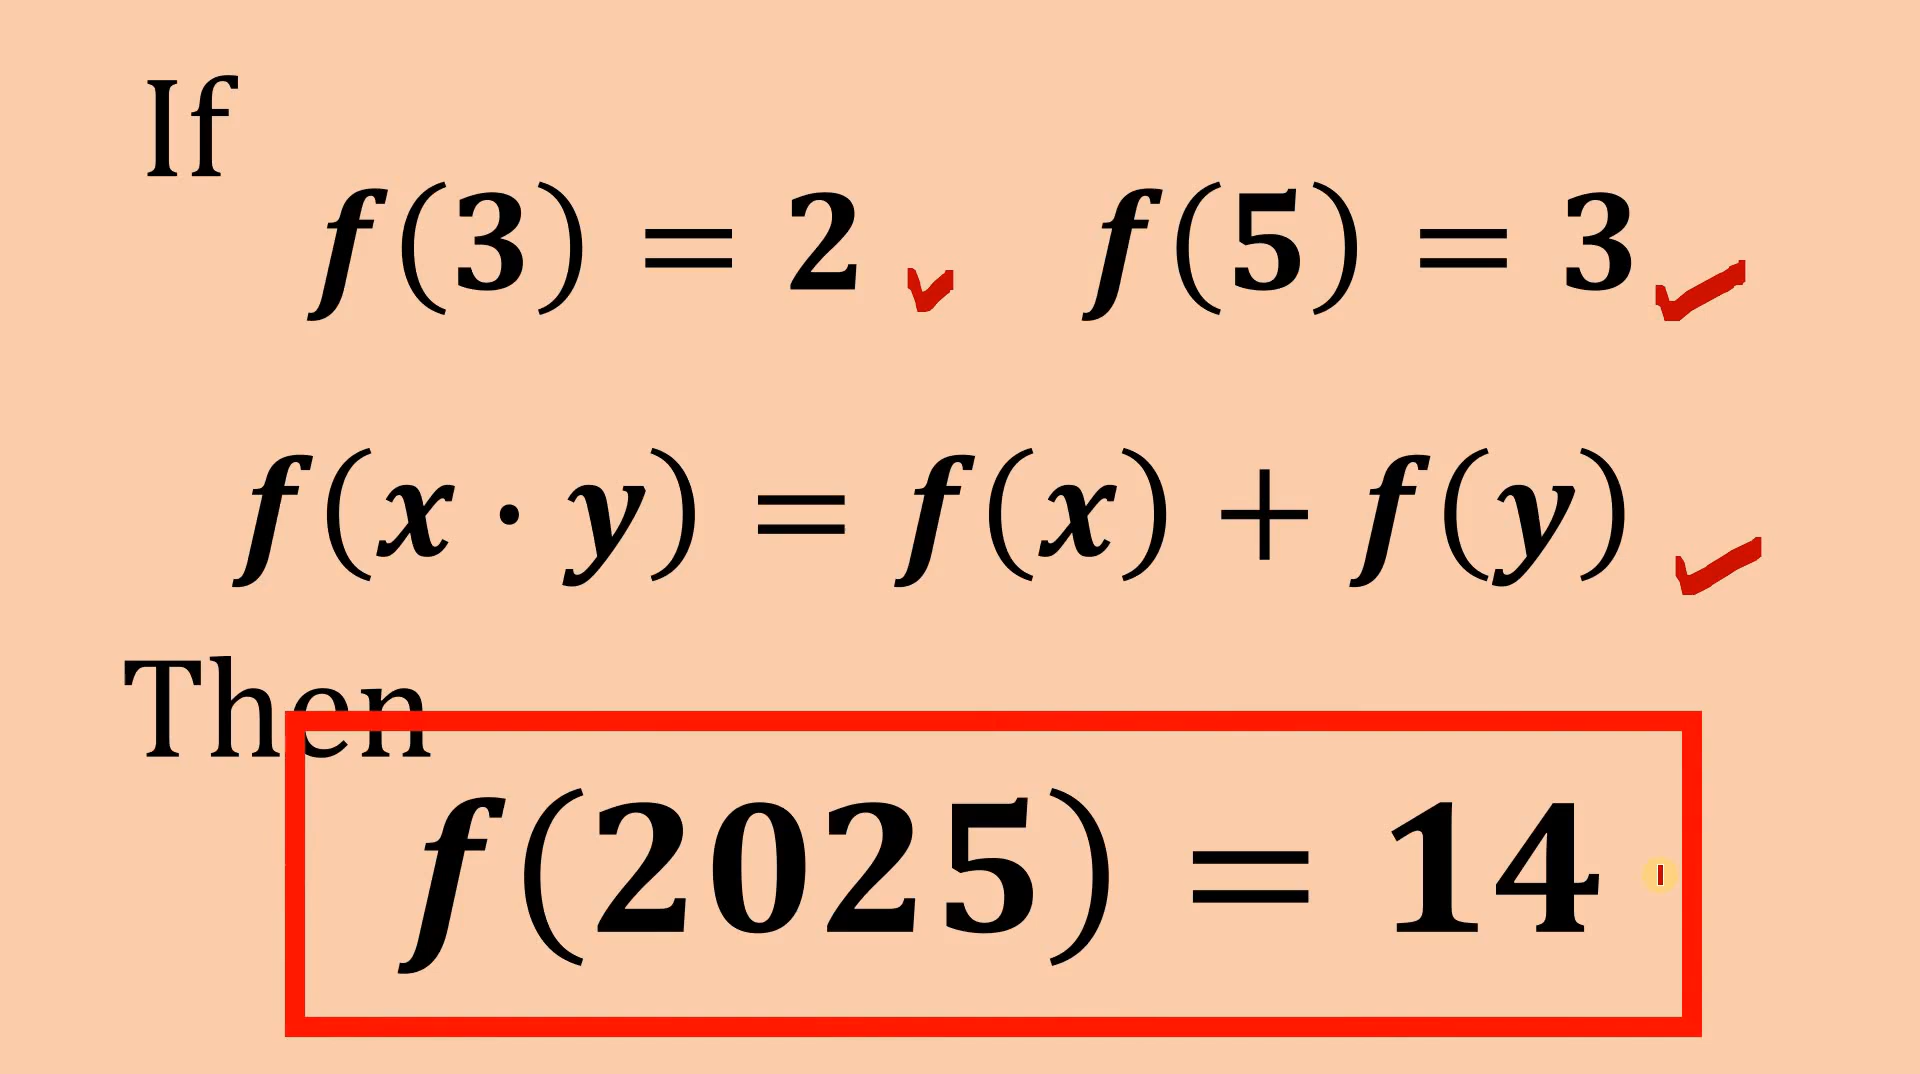 If
f(3) = 2 f(5) = 3
f(x · y) = f(x) + f(y)
Then
f(2025) = 14